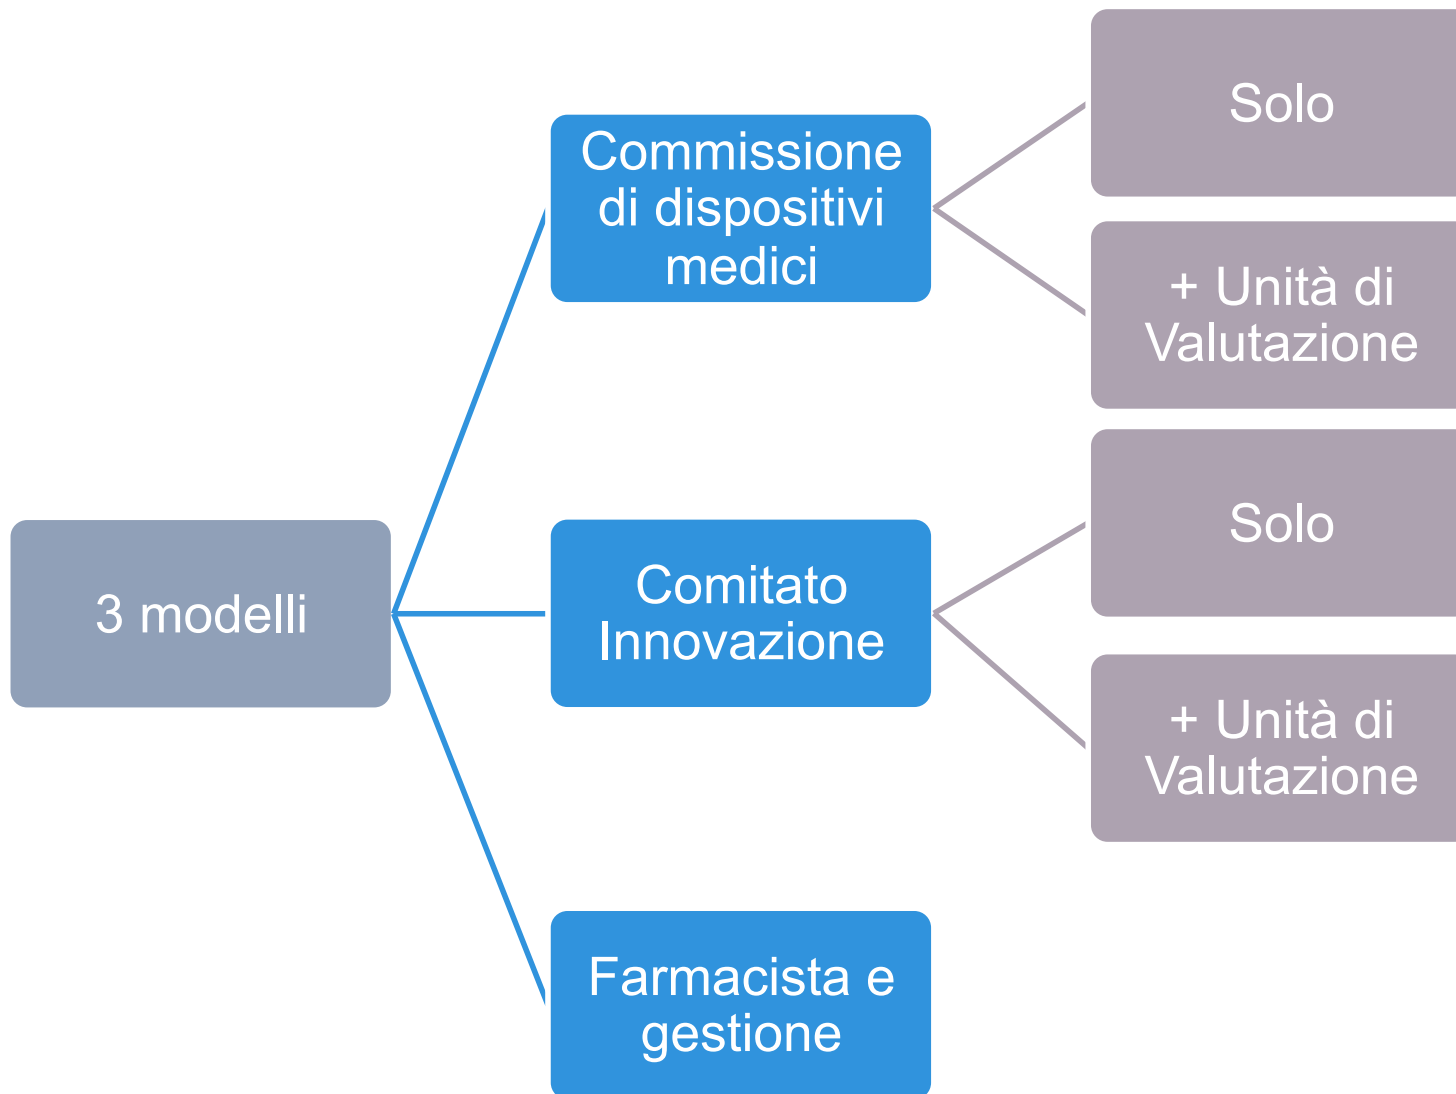 3 modelli
Commissione
di dispositivi
medici
Solo
+ Unità di
Valutazione
Comitato
Innovazione
Solo
+ Unità di
Valutazione
Farmacista e
gestione